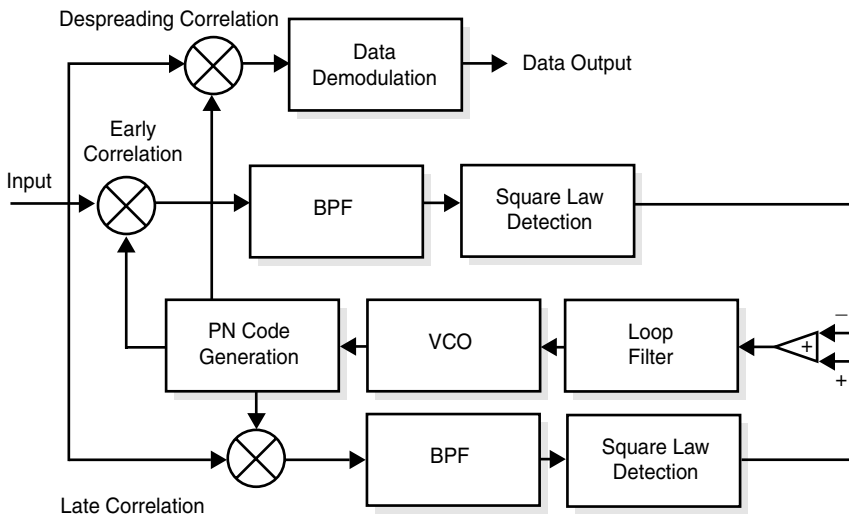 Despreading Correlation
Data
Demodulation
Data Output
Early
Correlation
Input
BPF
Square Law
Detection
PN Code
Generation
VCO
Loop
Filter
+
−
+
BPF
Square Law
Detection
Late Correlation